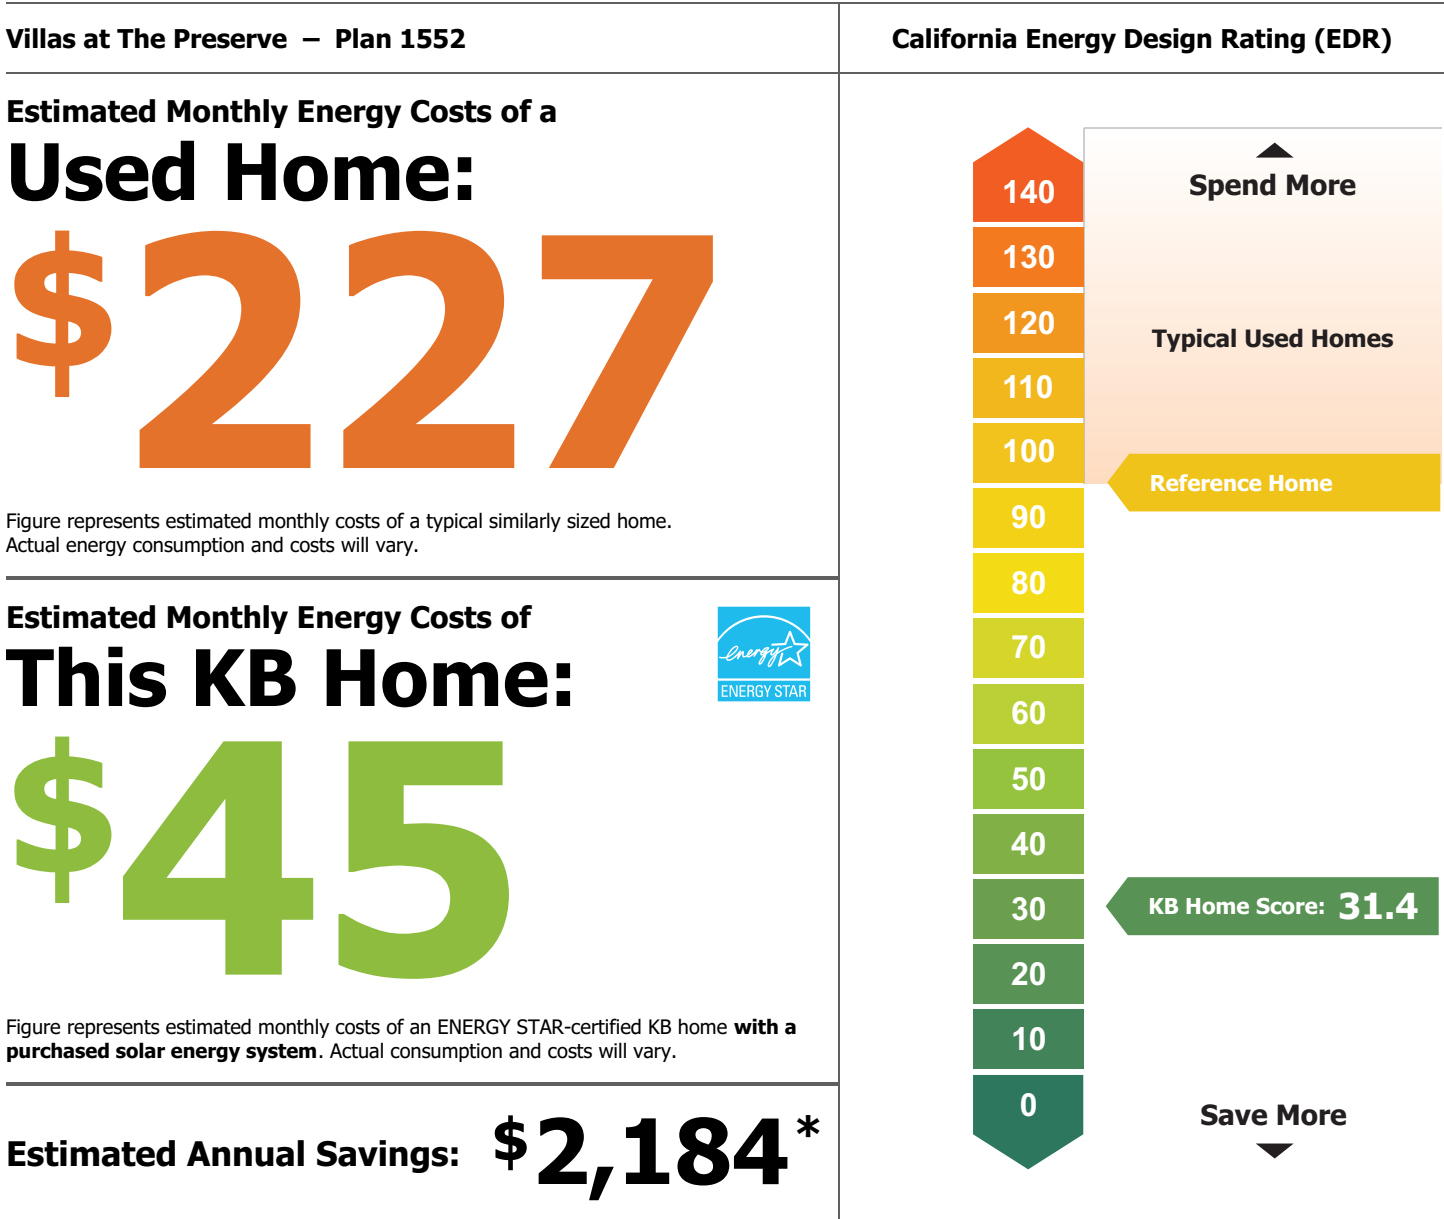 Villas at The Preserve – Plan 1552
Estimated Monthly Energy Costs of a
Used Home:
$227
Figure represents estimated monthly costs of a typical similarly sized home.
Actual energy consumption and costs will vary.
Estimated Monthly Energy Costs of
This KB Home:
energy
ENERGY STAR
$45
Figure represents estimated monthly costs of an ENERGY STAR-certified KB home with a
purchased solar energy system. Actual consumption and costs will vary.
Estimated Annual Savings: $2,184*
California Energy Design Rating (EDR)
140
130
120
110
100
90
80
70
60
50
40
30
20
10
0
Spend More
Typical Used Homes
Reference Home
KB Home Score: 31.4
Save More